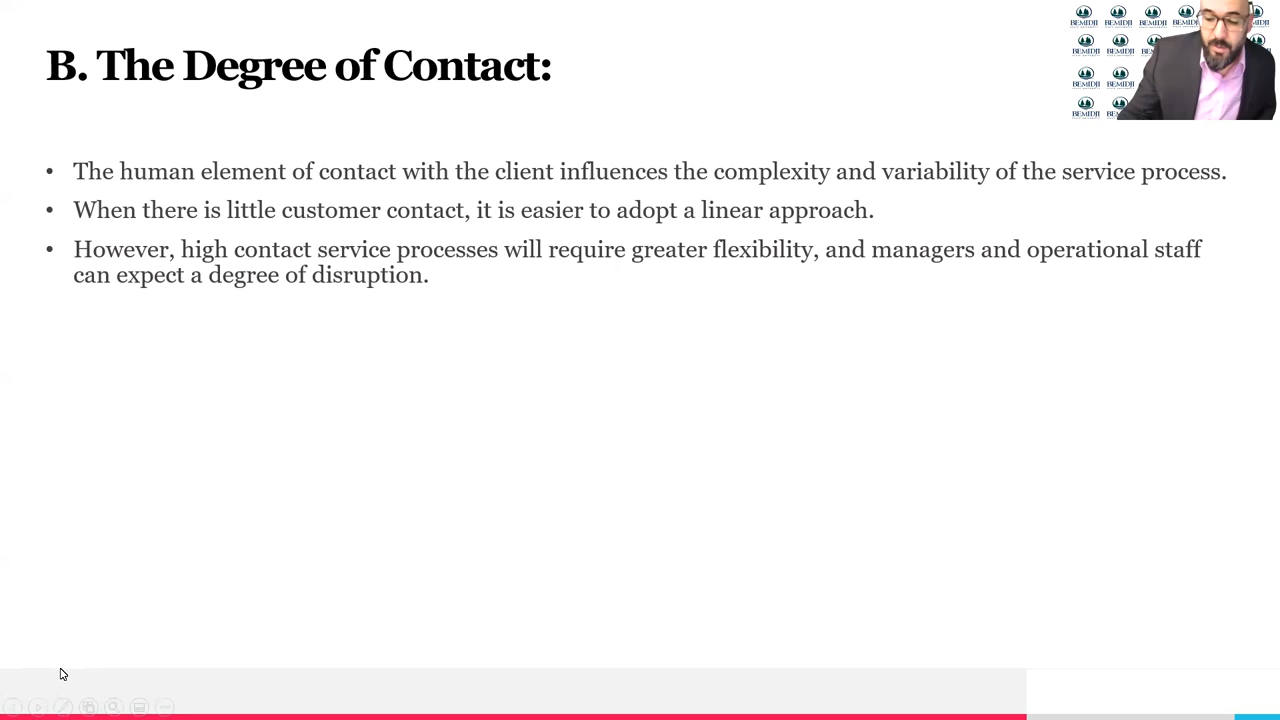 B. The Degree of Contact:
BEMIDJI
• The human element of contact with the client influences the complexity and variability of the service process.
• When there is little customer contact, it is easier to adopt a linear approach.
• However, high contact service processes will require greater flexibility, and managers and operational staff
can expect a degree of disruption.